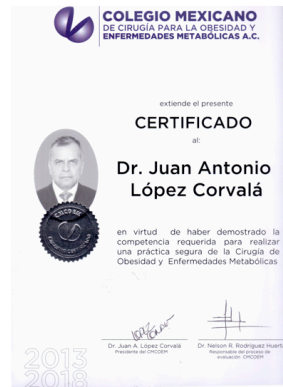 COLEGIO MEXICANO
DE CIRUGÍA PARA LA OBESIDAD Y
ENFERMEDADES METABÓLICAS A.C.
extiende el presente
CERTIFICADO
al:
Dr. Juan Antonio
López Corvalá
CMCOEM
en virtud de haber demostrado la
competencia requerida para realizar
una práctica segura de la Cirugía de
Obesidad y Enfermedades Metabólicas
Dr. Juan A. López Corvalá
Presidente del CMCOEM
Dr. Nelson R. Rodríguez Huert
Responsable del proceso de
evaluación CMCOEM
2013
2018